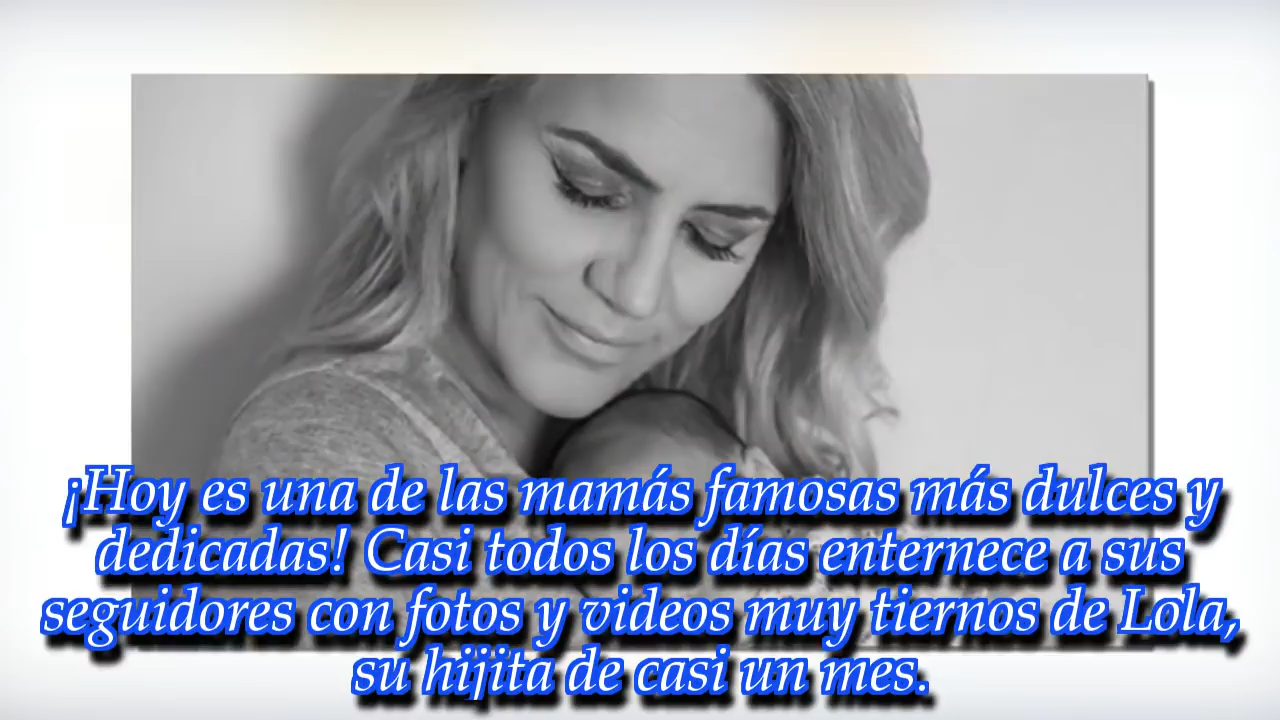 ¡Hoy es una de las mamás famosas más dulces y
dedicadas! Casi todos los días enternece a sus
seguidores con fotos y videos muy tiernos de Lola,
su hijita de casi un mes.